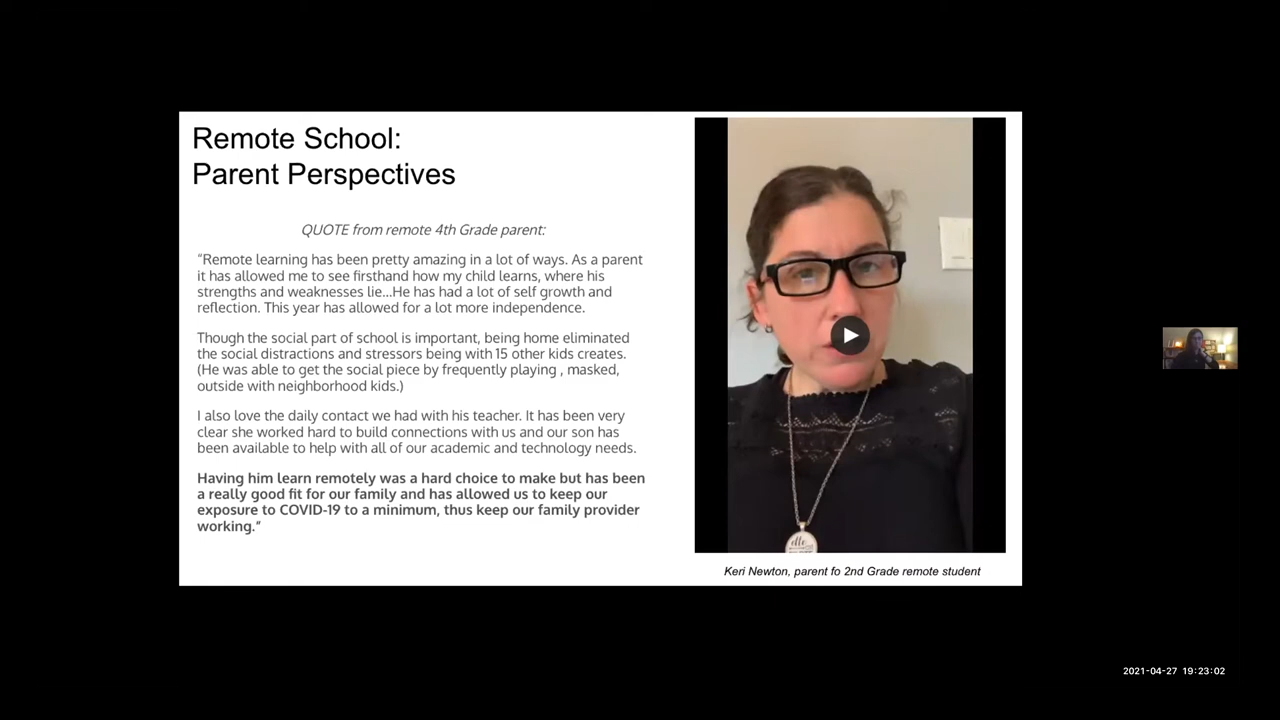 Remote School:
Parent Perspectives
QUOTE from remote 4th Grade parent:
“Remote learning has been pretty amazing in a lot of ways. As a parent
it has allowed me to see firsthand how my child learns, where his
strengths and weaknesses lie...He has had a lot of self growth and
reflection. This year has allowed for a lot more independence.
Though the social part of school is important, being home eliminated
the social distractions and stressors being with 15 other kids creates.
(He was able to get the social piece by frequently playing , masked,
outside with neighborhood kids.)
I also love the daily contact we had with his teacher. It has been very
clear she worked hard to build connections with us and our son has
been available to help with all of our academic and technology needs.
Having him learn remotely was a hard choice to make but has been
a really good fit for our family and has allowed us to keep our
exposure to COVID-19 to a minimum, thus keep our family provider
working.”
Keri Newton, parent fo 2nd Grade remote student
2021-04-27 19:23:02